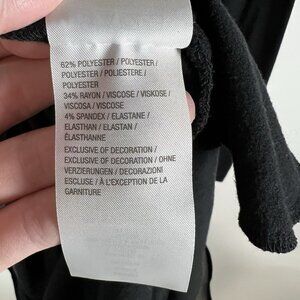 62% POLYESTER / POLYESTER /
POLYESTER / POLIESTERE /
POLYESTER
34% RAYON / VISCOSE / VISKOSE /
VISCOSA / VISCOSE
4% SPANDEX / ELASTANE /
ELASTHAN / ELASTAN /
ÉLASTHANNE
EXCLUSIVE OF DECORATION /
EXCLUSIVE OF DECORATION / OHNE
VERZIERUNGEN / DECORAZIONI
ESCLUSE / À L'EXCEPTION DE LA
GARNITURE